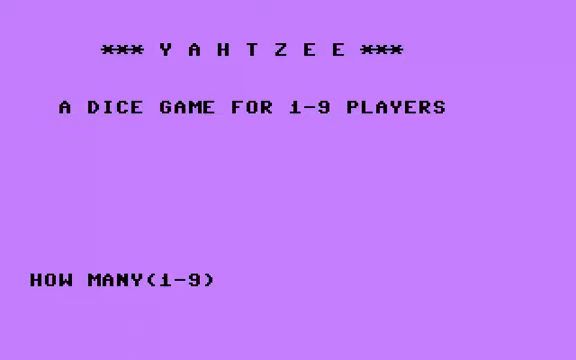 *** Y A H T Z E E ***
A DICE GAME FOR 1-9 PLAYERS
HOW MANY(1-9)